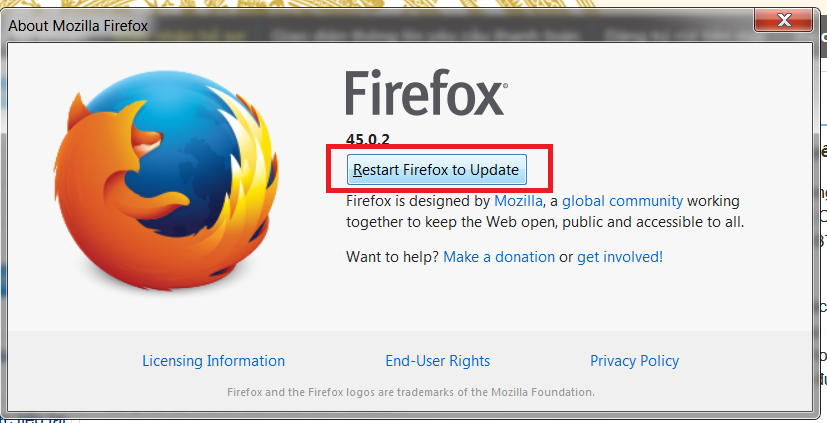 About Mozilla Firefox
Firefox
45.0.2
Restart Firefox to Update
Firefox is designed by Mozilla, a global community working
together to keep the Web open, public and accessible to all.
Want to help? Make a donation or get involved!
Licensing Information End-User Rights Privacy Policy
Firefox and the Firefox logos are trademarks of the Mozilla Foundation.